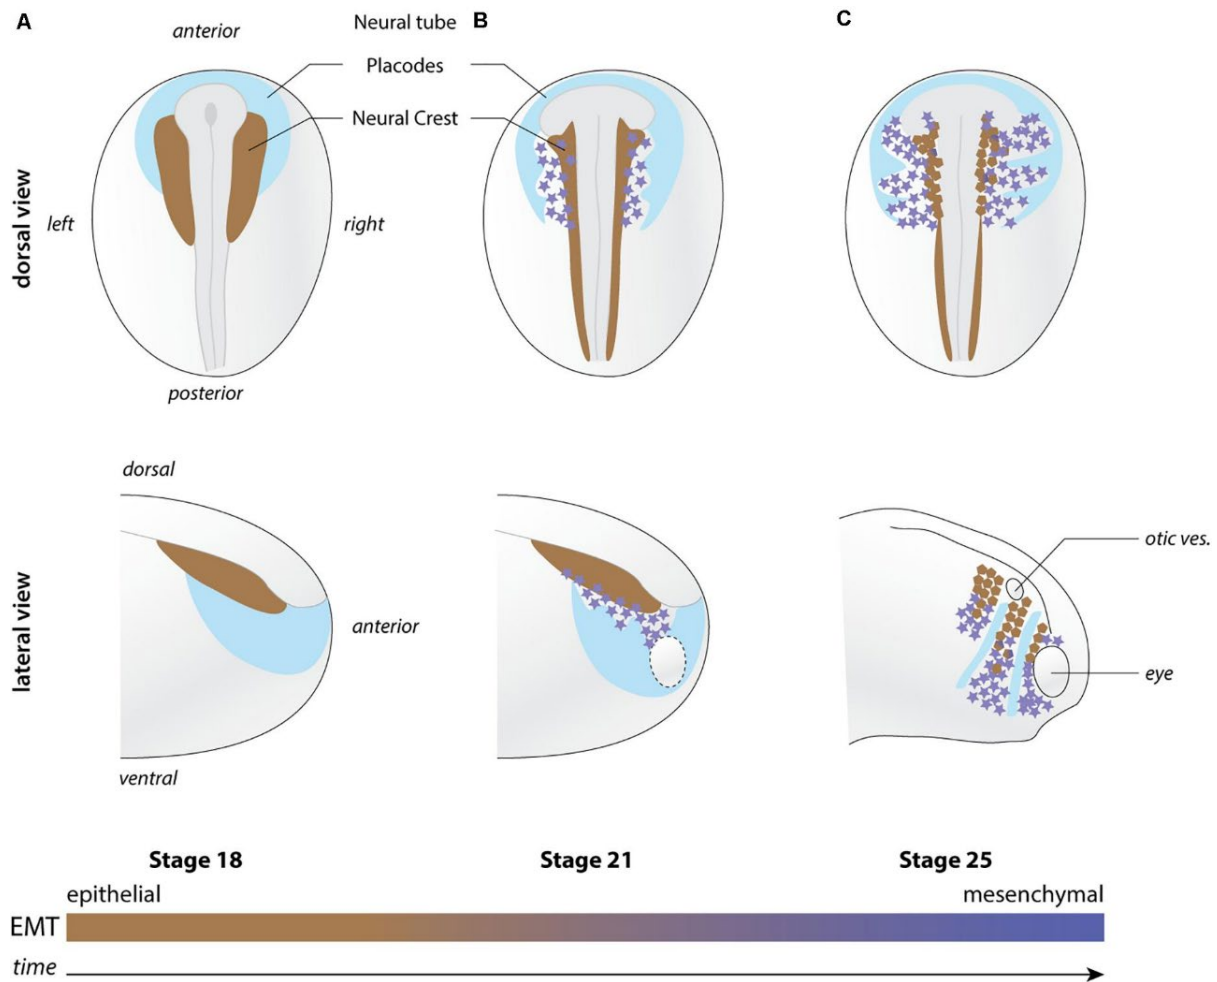 A
anterior
Neural tube
B
C
Placodes
Neural Crest
dorsal view
left
right
posterior
dorsal
lateral view
otic ves.
anterior
eye
ventral
Stage 18
Stage 21
Stage 25
epithelial
mesenchymal
EMT
time